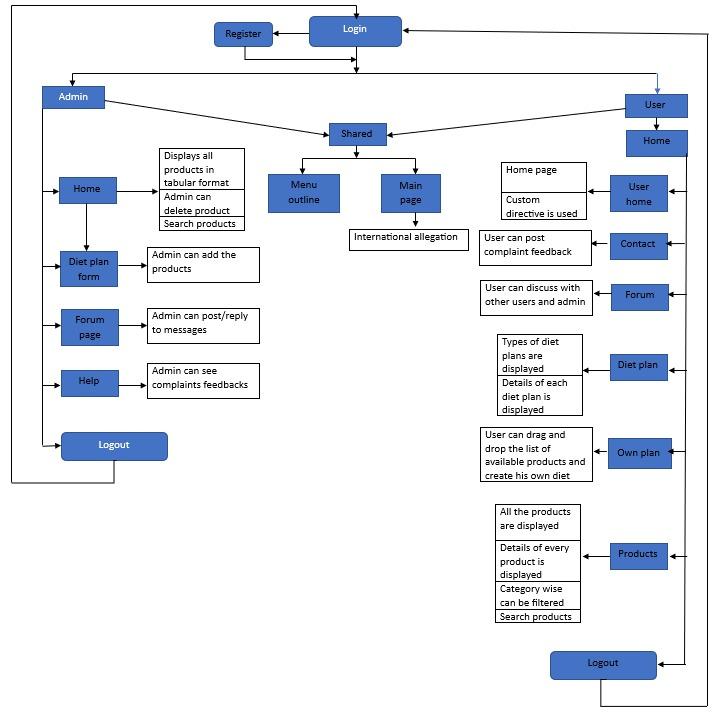 Login
Register
Admin
User
Shared
Home
Home
Displays all
products in
tabular format
Admin can
delete product
Search products
Menu
outline
Main
page
International allegation
Home page
Custom
directive is used
User
home
Diet plan
form
Admin can add the
products
User can post
complaint feedback
Contact
Forum
page
Admin can post/reply
to messages
User can discuss with
other users and admin
Forum
Help
Admin can see
complaints feedbacks
Types of diet
plans are
displayed
Details of each
diet plan is
displayed
Diet plan
Logout
User can drag and
drop the list of
available products and
create his own diet
Own plan
All the products
are displayed
Details of every
product is
displayed
Category wise
can be filtered
Search products
Products
Logout